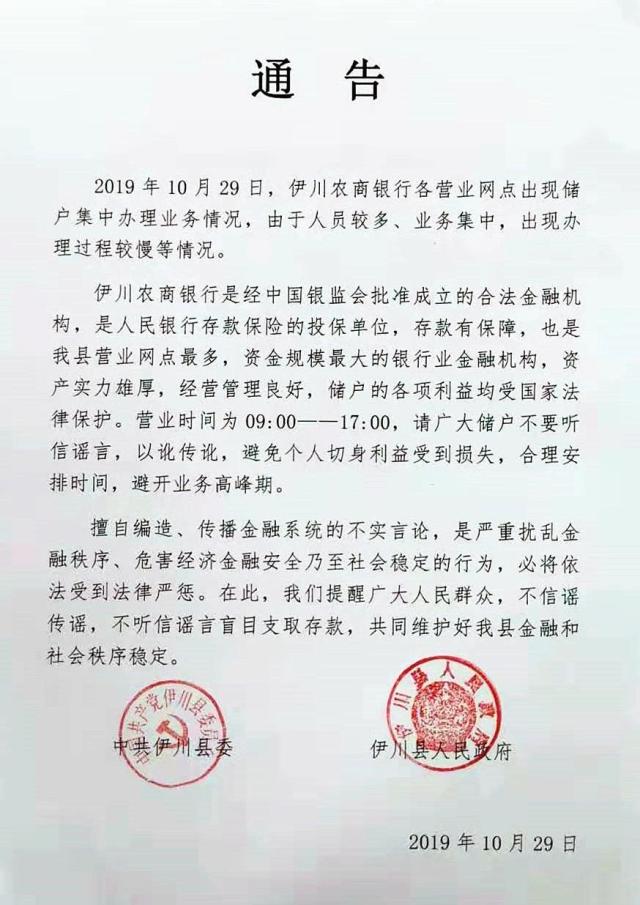 通 告
2019 年 10 月 29 日，伊川农商银行各营业网点出现储
户集中办理业务情况，由于人员较多、业务集中，出现办
理过程较慢等情况。
伊川农商银行是经中国银监会批准成立的合法金融机
构，是人民银行存款保险的投保单位，存款有保障，也是
我县营业网点最多，资金规模最大的银行业金融机构，资
产实力雄厚，经营管理良好，储户的各项利益均受国家法
律保护。营业时间为 09:00——17:00，请广大储户不要听
信谣言，以讹传讹，避免个人切身利益受到损失，合理安
排时间，避开业务高峰期。
擅自编造、传播金融系统的不实言论，是严重扰乱金
融秩序、危害经济金融安全乃至社会稳定的行为，必将依
法受到法律严惩。在此，我们提醒广大人民群众，不信谣
传谣，不听信谣言盲目支取存款，共同维护好我县金融和
社会秩序稳定。
中国共产党伊川县委员会
中共伊川县委
伊川县人民政府
伊川县人民政府
2019 年 10 月 29 日